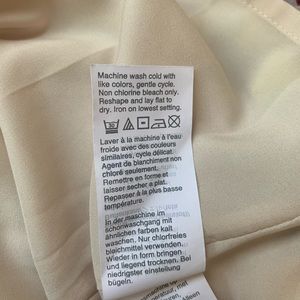 Machine wash cold with
like colors, gentle cycle.
Non chlorine bleach only.
Reshape and lay flat to
dry. Iron on lowest setting.
Laver à la machine à l'eau
froide avec des couleurs
similaires, cycle délicat.
Agent de blanchiment non
chloré seulement.
Remettre en forme et
laisser secher a plat.
Repasser à la plus basse
température.
In der maschine im
schonwaschgang mit
ähnlichen farben kalt
waschen. Nur chlorfreies
bleichmittel verwenden.
Wieder in form bringen
und liegend trocknen. Bei
niedrigster einstellung
bügeln.